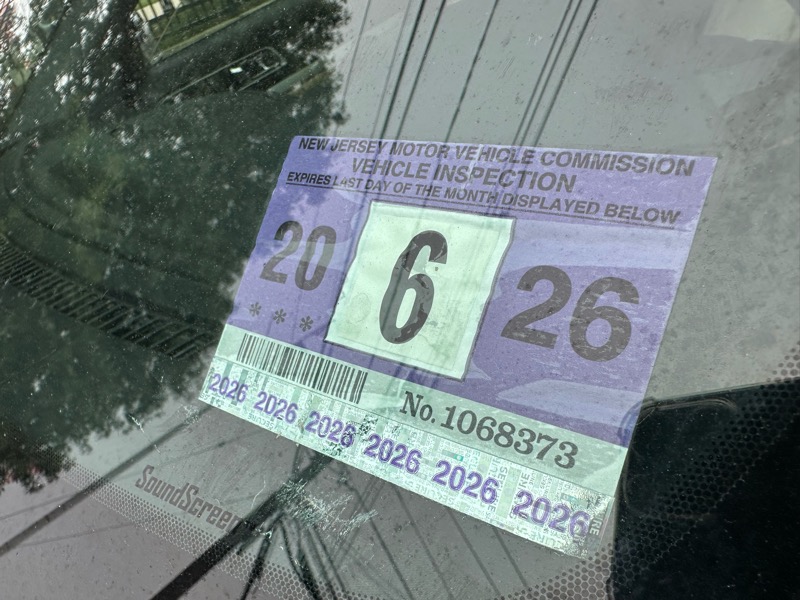 NEW JERSEY MOTOR VEHICLE COMMISSION
VEHICLE INSPECTION
EXPIRES LAST DAY OF THE MONTH DISPLAYED BELOW
20 6 26
***
No. 1068373
2026 2026 2026 2026 2026 2026
SoundScreen